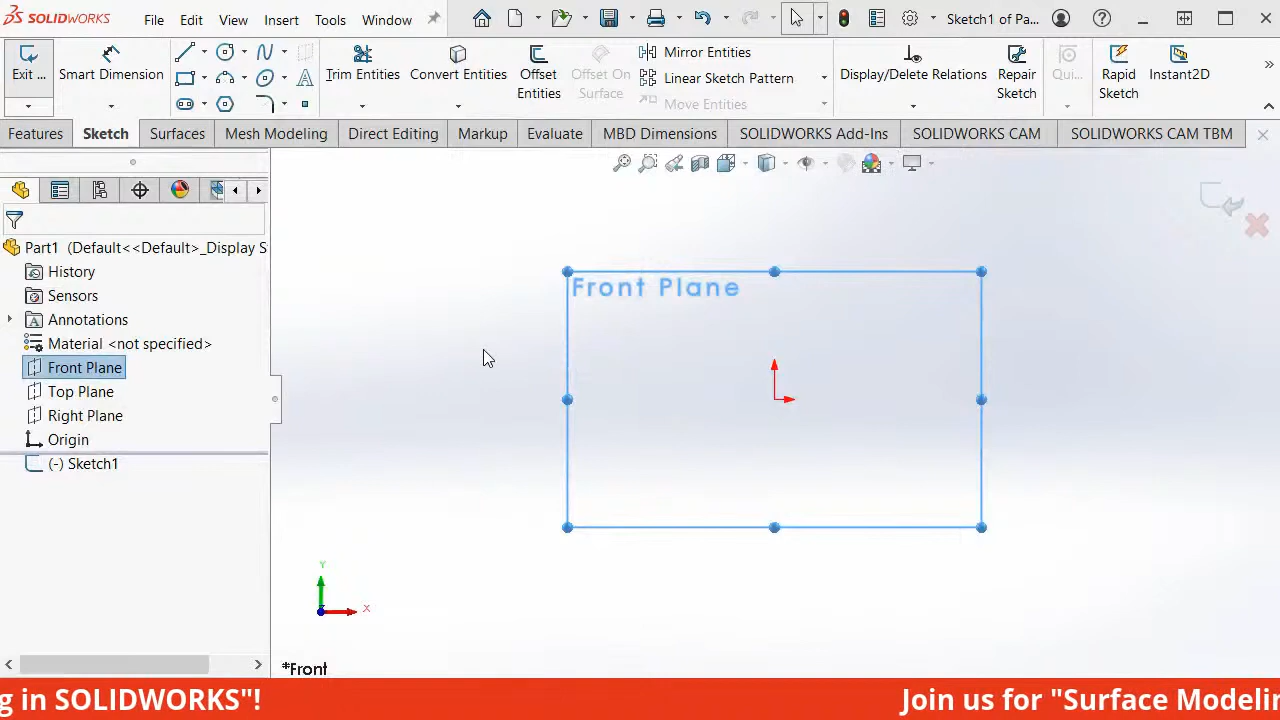 SOLIDWORKS File Edit View Insert Tools Window Sketch1 of Pa...
Exit ... Smart Dimension Trim Entities Convert Entities Offset Entities Offset On Surface Mirror Entities Linear Sketch Pattern Move Entities Display/Delete Relations Repair Sketch Qui... Rapid Sketch Instant2D
Features Sketch Surfaces Mesh Modeling Direct Editing Markup Evaluate MBD Dimensions SOLIDWORKS Add-Ins SOLIDWORKS CAM SOLIDWORKS CAM TBM
Part1 (Default<<Default>_Display S
History
Sensors
Annotations
Material <not specified>
Front Plane
Top Plane
Right Plane
Origin
(-) Sketch1
Front Plane
Y
X
*Front
g in SOLIDWORKS"! Join us for "Surface Modelin